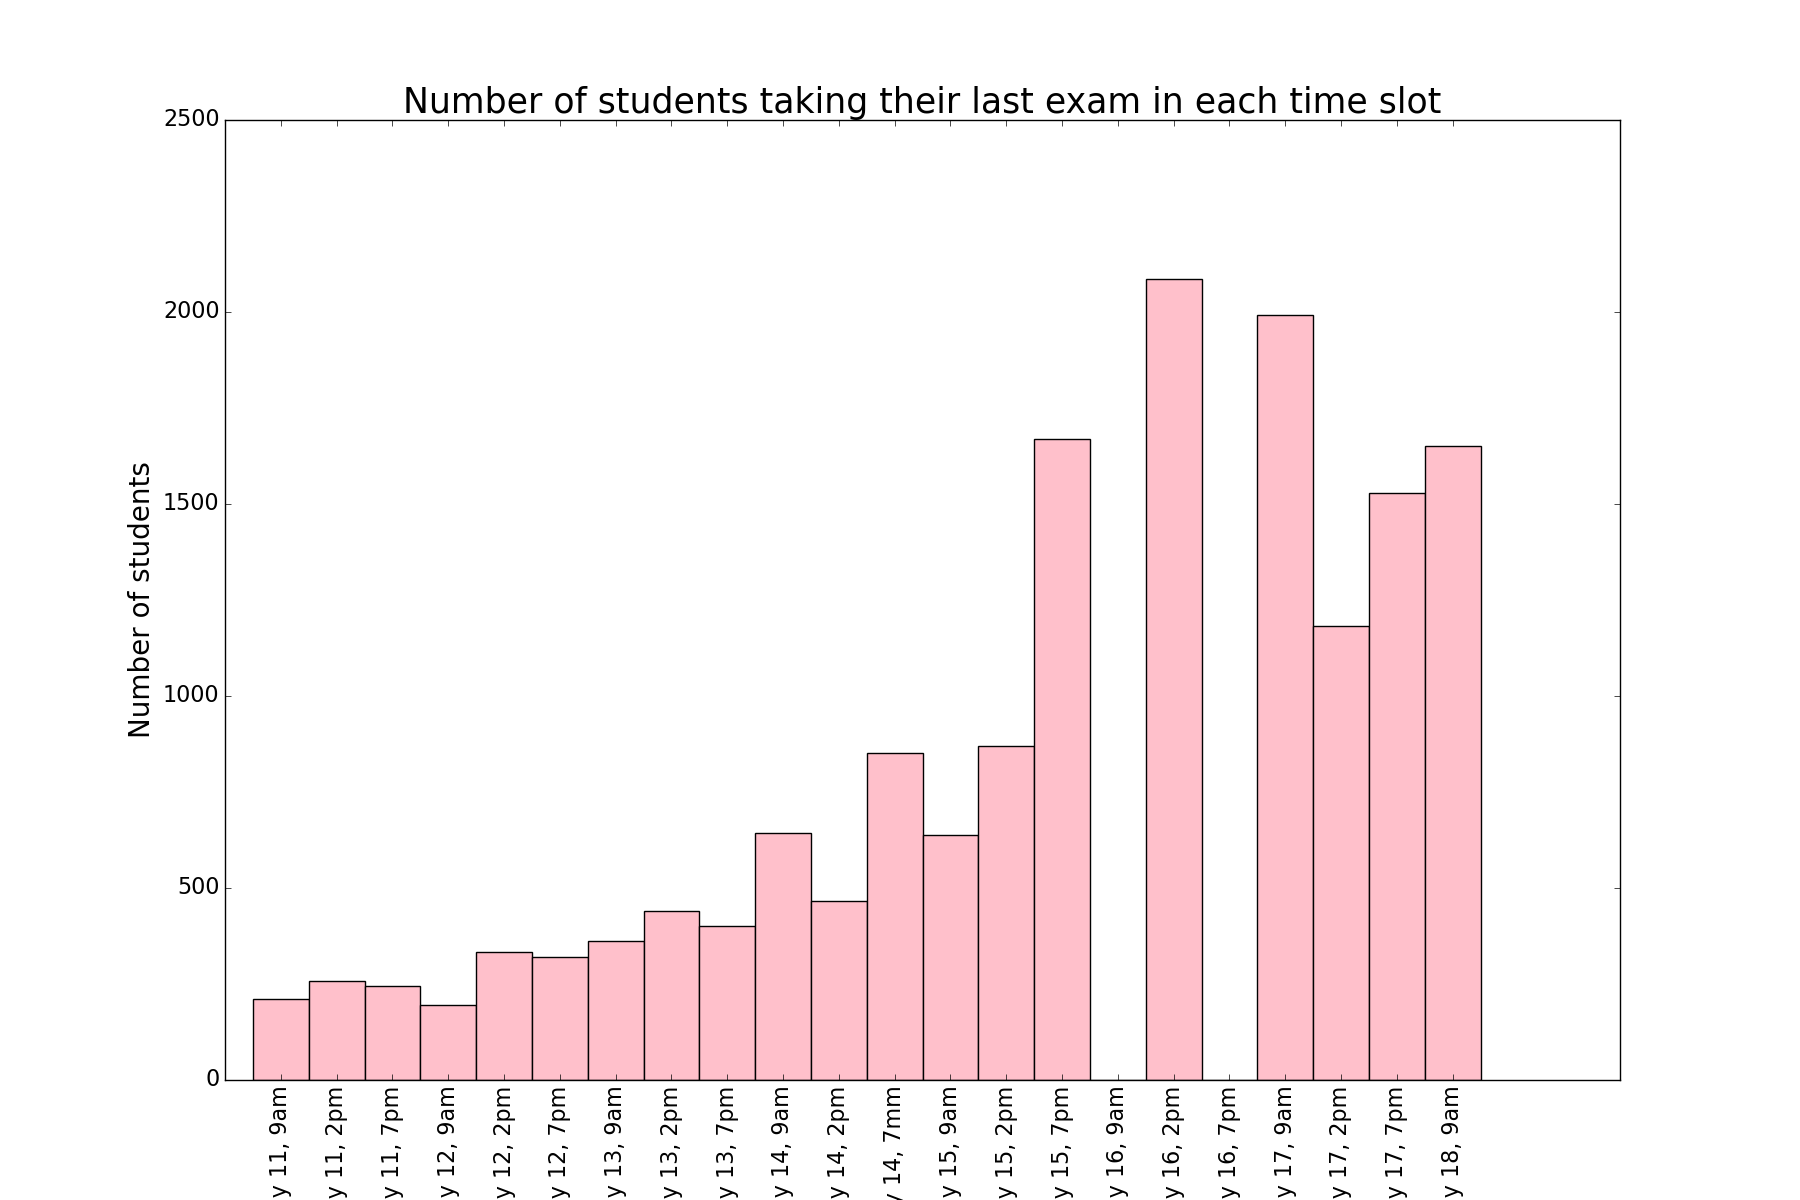 Number of students taking their last exam in each time slot
Number of students
2500
2000
1500
1000
500
0
y 11, 9am
y 11, 2pm
y 11, 7pm
y 12, 9am
y 12, 2pm
y 12, 7pm
y 13, 9am
y 13, 2pm
y 13, 7pm
y 14, 9am
y 14, 2pm
y 14, 7mm
y 15, 9am
y 15, 2pm
y 15, 7pm
y 16, 9am
y 16, 2pm
y 16, 7pm
y 17, 9am
y 17, 2pm
y 17, 7pm
y 18, 9am